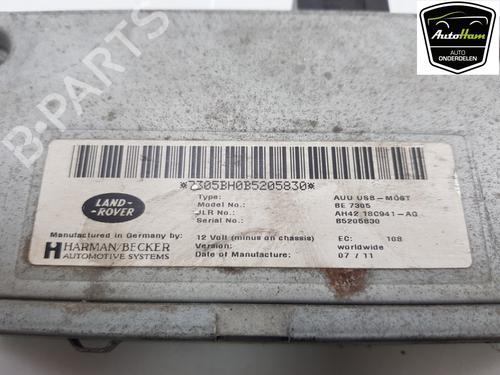 AutoHam
AUTO
ONDERDELEN
B-PARTS
*7305BH0B5205830*
LAND-
-ROVER
Type: AUU USB-MOST
Model No.: BE 7305
JLR No.: AH42 18C941-AG
Serial No.: B5205830
Manufactured in Germany by:
HARMAN/BECKER
AUTOMOTIVE SYSTEMS
12 Volt (minus on chassis) EC: 108
Version: worldwide
Date of Manufacture: 07 / 11